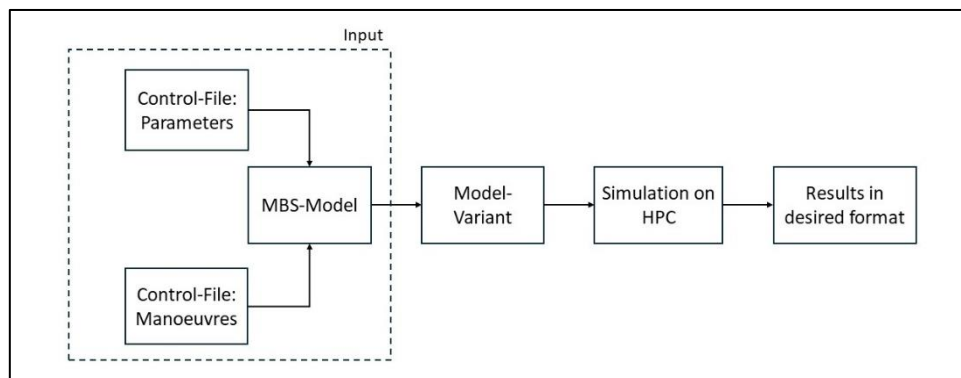 Input
Control-File:
Parameters
MBS-Model
Control-File:
Manoeuvres
Model-
Variant
Simulation on
HPC
Results in
desired format